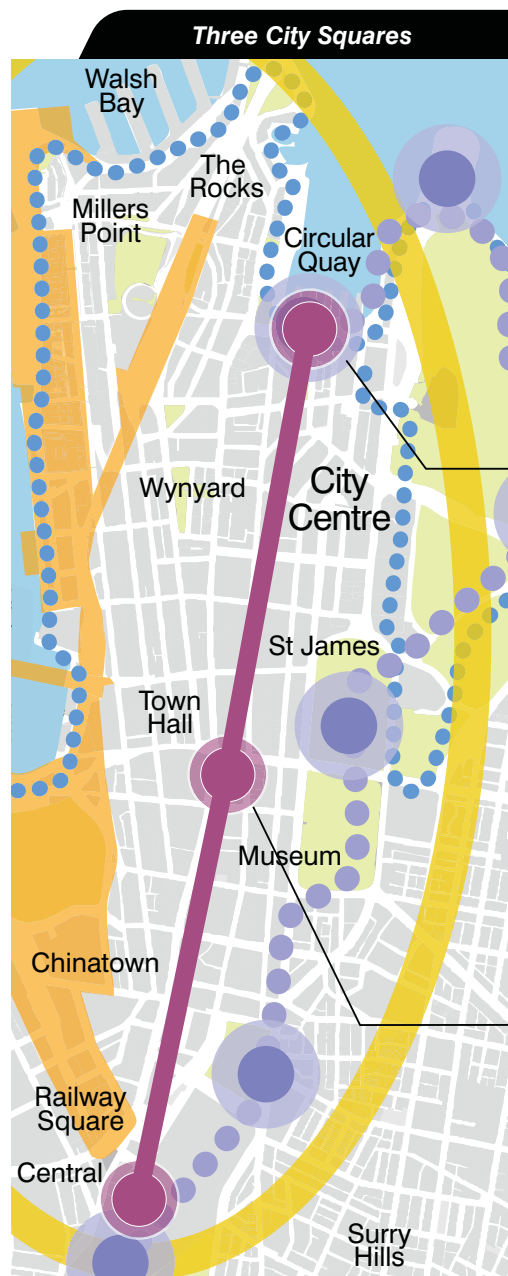 Three City Squares
Walsh
Bay
The
Rocks
Millers
Point
Circular
Quay
Wynyard
City
Centre
St James
Town
Hall
Museum
Chinatown
Railway
Square
Central
Surry
Hills